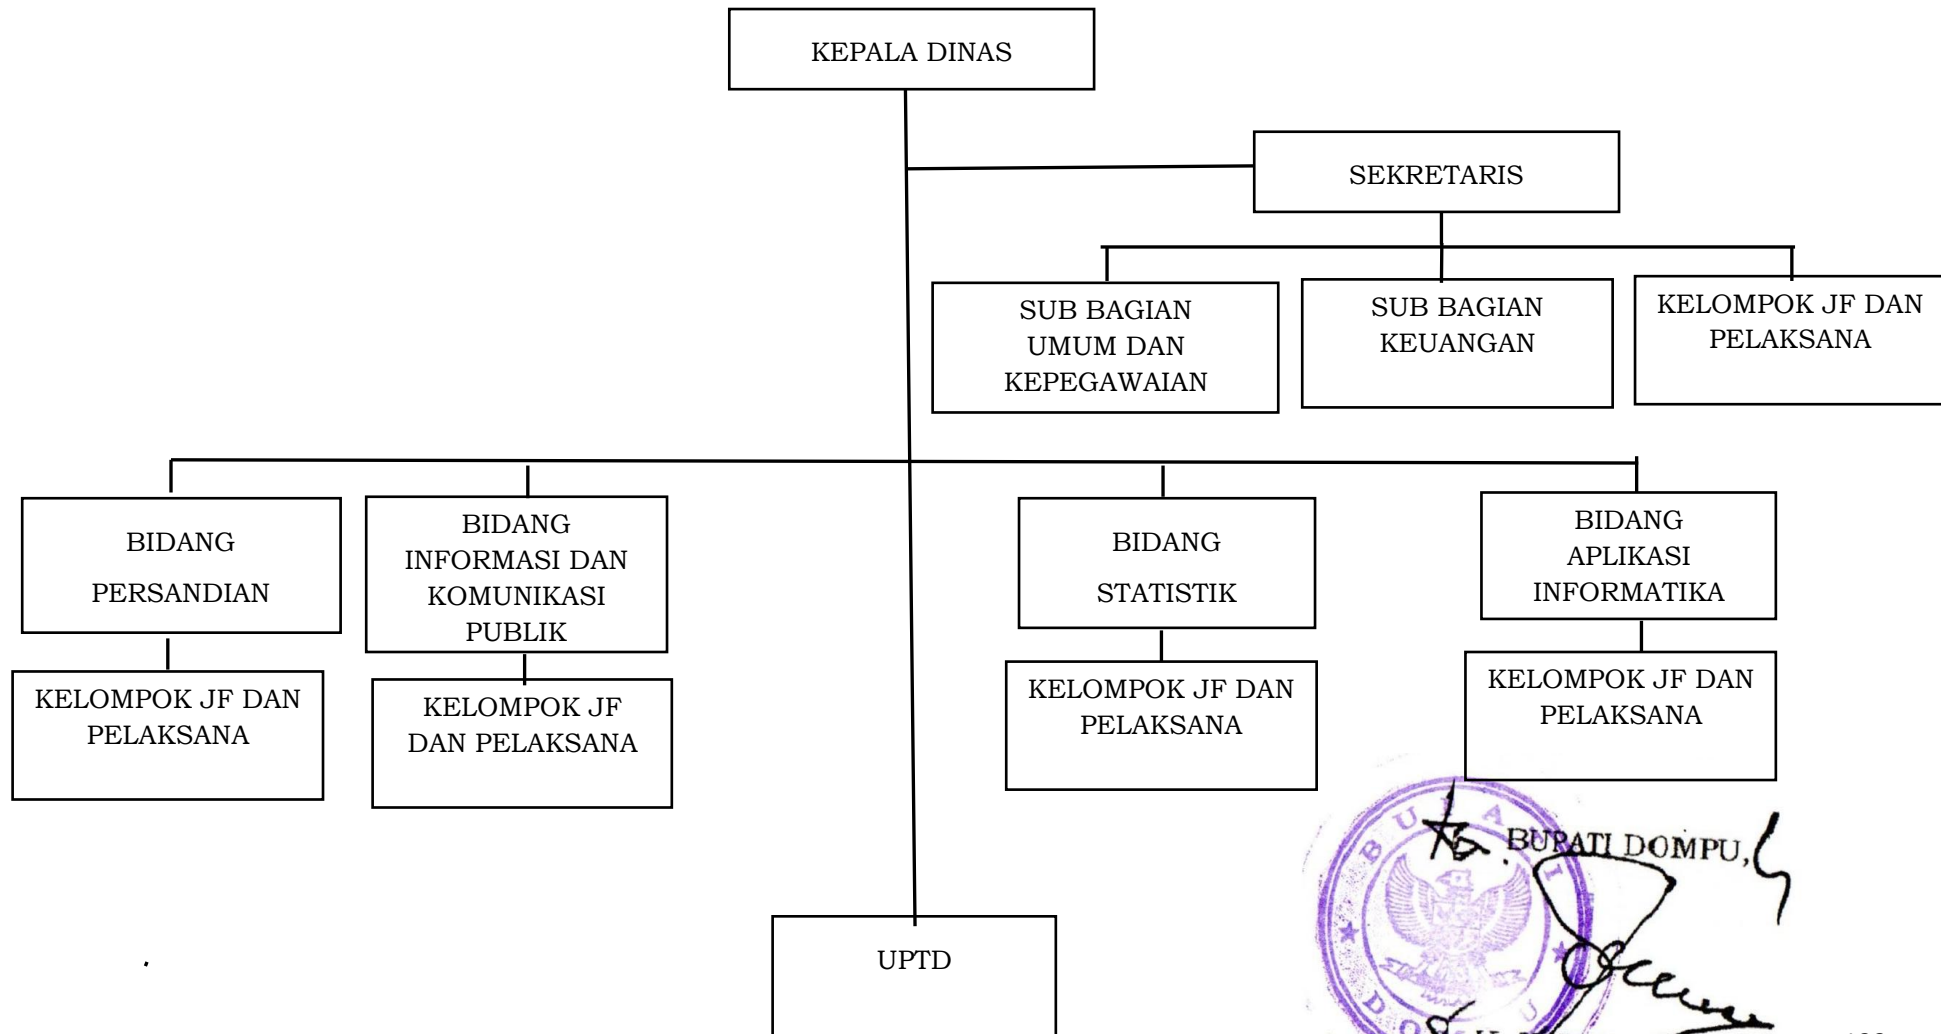 KEPALA DINAS
SEKRETARIS
SUB BAGIAN
UMUM DAN
KEPEGAWAIAN
SUB BAGIAN
KEUANGAN
KELOMPOK JF DAN
PELAKSANA
BIDANG
PERSANDIAN
BIDANG
INFORMASI DAN
KOMUNIKASI
PUBLIK
BIDANG
STATISTIK
BIDANG
APLIKASI
INFORMATIKA
KELOMPOK JF DAN
PELAKSANA
KELOMPOK JF
DAN PELAKSANA
KELOMPOK JF DAN
PELAKSANA
KELOMPOK JF DAN
PELAKSANA
BUPATI DOMPU,
UPTD